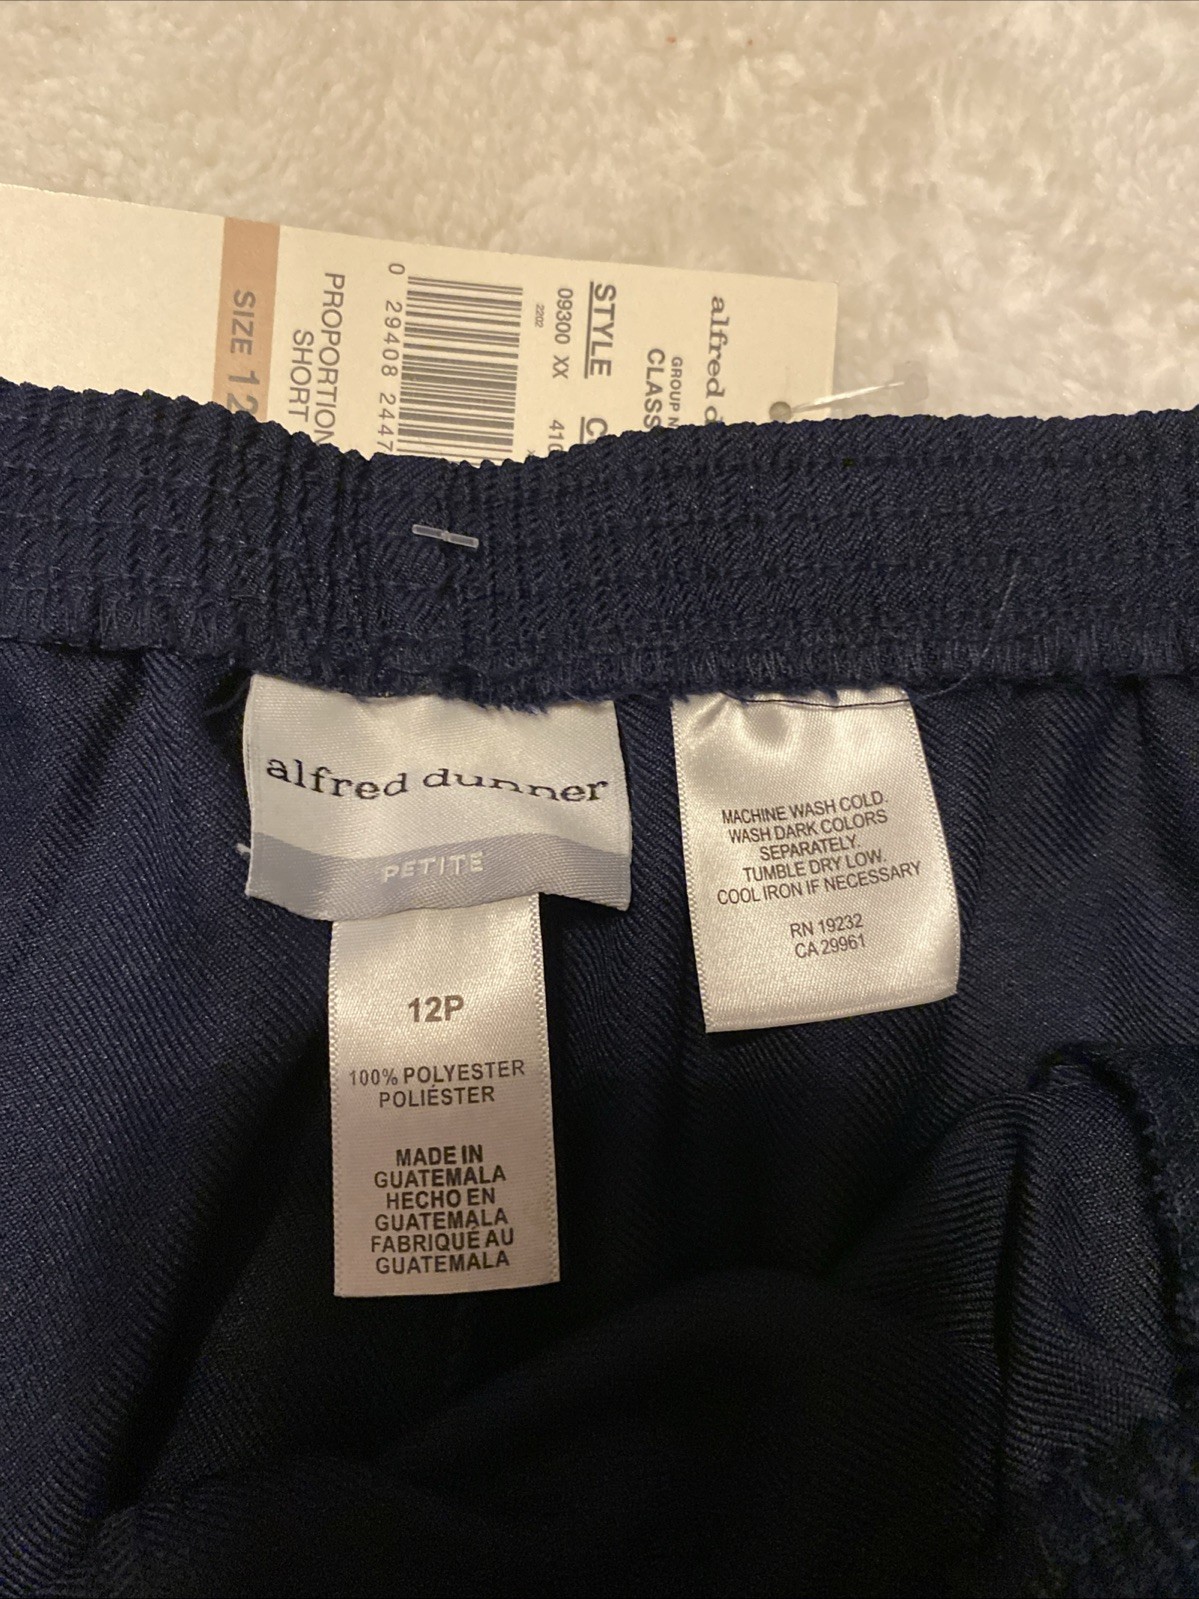 alfred
GROUP
CLASS
STYLE
09300 XX 410
2202
0 29408 2447
PROPORTION
SHORT
SIZE 12
alfred dunner
PETITE
12P
100% POLYESTER
POLIÉSTER
MADE IN
GUATEMALA
HECHO EN
GUATEMALA
FABRIQUÉ AU
GUATEMALA
MACHINE WASH COLD.
WASH DARK COLORS
SEPARATELY.
TUMBLE DRY LOW.
COOL IRON IF NECESSARY
RN 19232
CA 29961